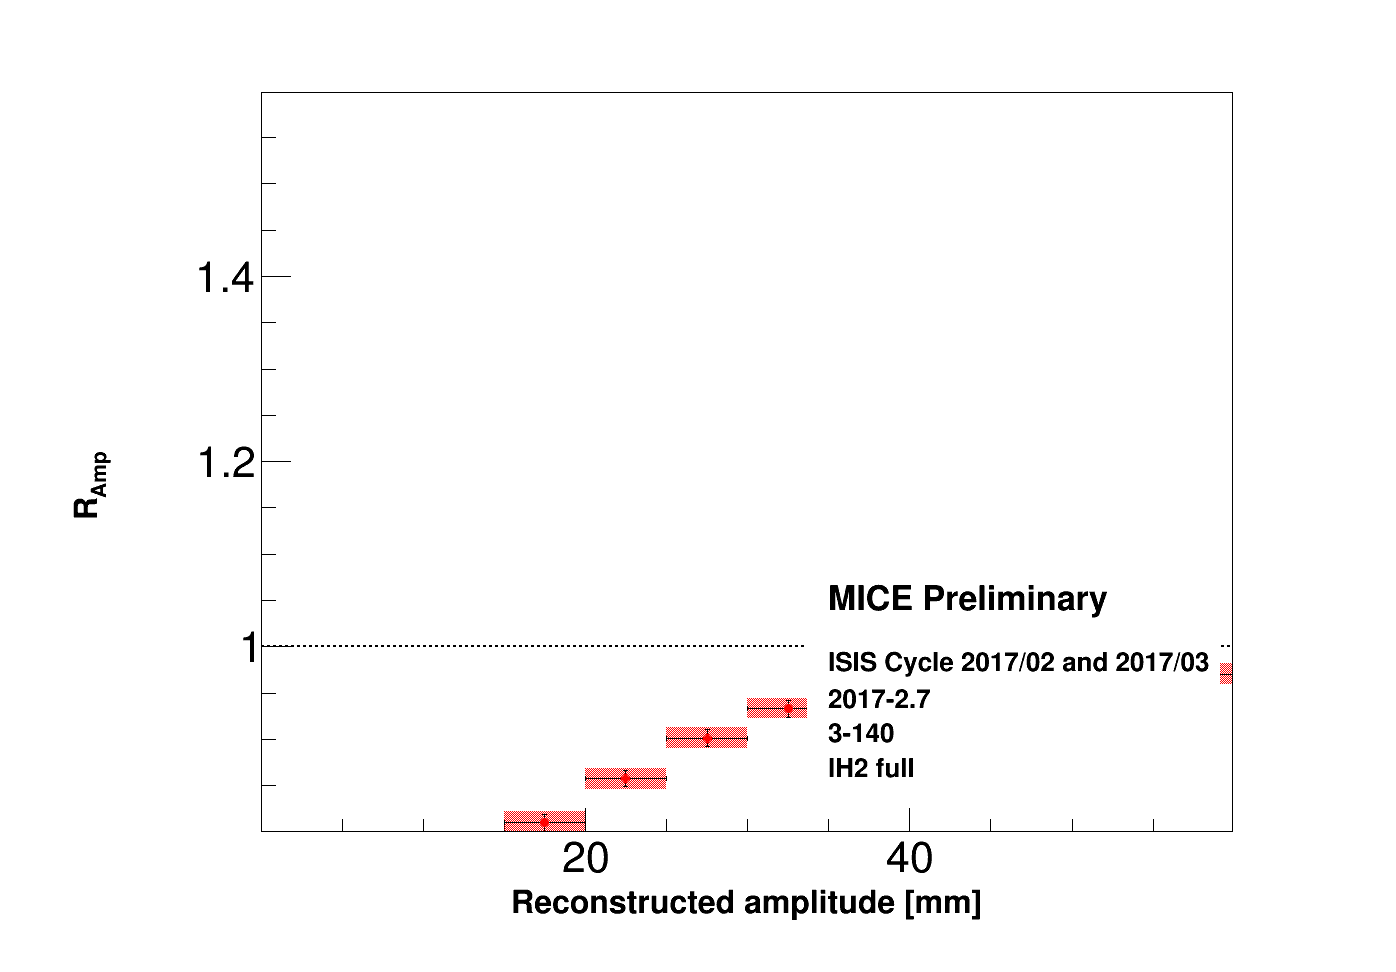 1.4
1.2
R_Amp
MICE Preliminary
1
ISIS Cycle 2017/02 and 2017/03
2017-2.7
3-140
IH2 full
20 40
Reconstructed amplitude [mm]